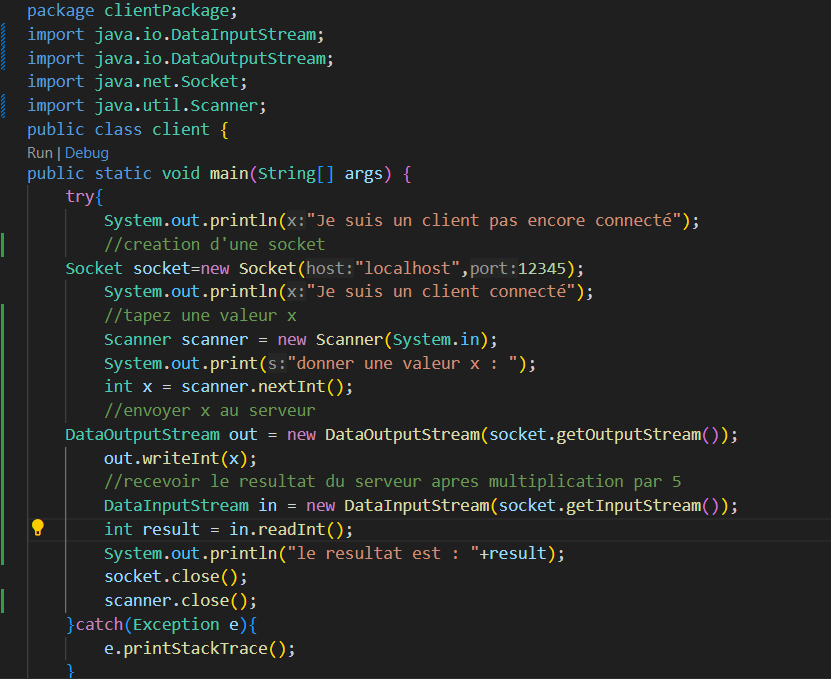 package clientPackage;
import java.io.DataInputStream;
import java.io.DataOutputStream;
import java.net.Socket;
import java.util.Scanner;
public class client {
Run | Debug
public static void main(String[] args) {
try{
System.out.println(x:"Je suis un client pas encore connecté");
//creation d'une socket
Socket socket=new Socket(host:"localhost",port:12345);
System.out.println(x:"Je suis un client connecté");
//tapez une valeur x
Scanner scanner = new Scanner(System.in);
System.out.print(s:"donner une valeur x : ");
int x = scanner.nextInt();
//envoyer x au serveur
DataOutputStream out = new DataOutputStream(socket.getOutputStream());
out.writeInt(x);
//recevoir le resultat du serveur apres multiplication par 5
DataInputStream in = new DataInputStream(socket.getInputStream());
int result = in.readInt();
System.out.println("le resultat est : "+result);
socket.close();
scanner.close();
}catch(Exception e){
e.printStackTrace();
}